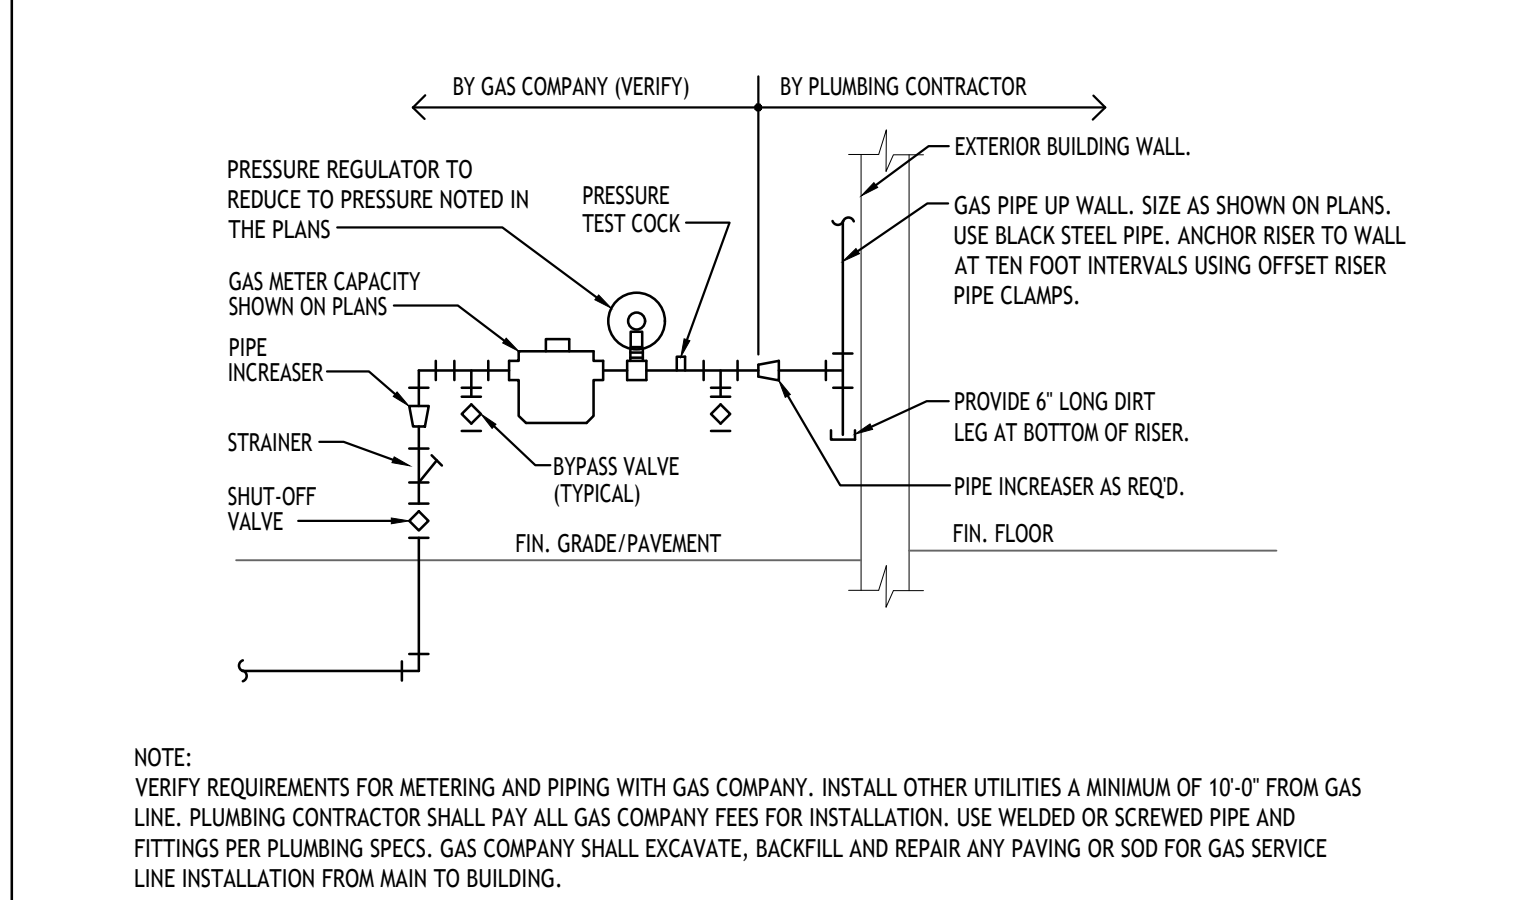 BY GAS COMPANY (VERIFY)
BY PLUMBING CONTRACTOR
PRESSURE REGULATOR TO
REDUCE TO PRESSURE NOTED IN
THE PLANS
PRESSURE
TEST COCK
GAS METER CAPACITY
SHOWN ON PLANS
PIPE
INCREASER
STRAINER
SHUT-OFF
VALVE
BYPASS VALVE
(TYPICAL)
FIN. GRADE/PAVEMENT
EXTERIOR BUILDING WALL.
GAS PIPE UP WALL. SIZE AS SHOWN ON PLANS.
USE BLACK STEEL PIPE. ANCHOR RISER TO WALL
AT TEN FOOT INTERVALS USING OFFSET RISER
PIPE CLAMPS.
PROVIDE 6" LONG DIRT
LEG AT BOTTOM OF RISER.
PIPE INCREASER AS REQ'D.
FIN. FLOOR
NOTE:
VERIFY REQUIREMENTS FOR METERING AND PIPING WITH GAS COMPANY. INSTALL OTHER UTILITIES A MINIMUM OF 10'-0" FROM GAS
LINE. PLUMBING CONTRACTOR SHALL PAY ALL GAS COMPANY FEES FOR INSTALLATION. USE WELDED OR SCREWED PIPE AND
FITTINGS PER PLUMBING SPECS. GAS COMPANY SHALL EXCAVATE, BACKFILL AND REPAIR ANY PAVING OR SOD FOR GAS SERVICE
LINE INSTALLATION FROM MAIN TO BUILDING.